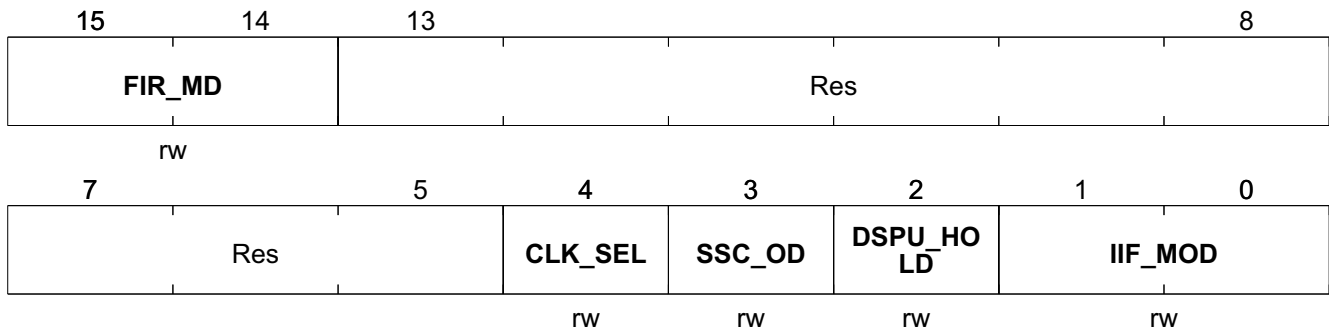 15 14 13 8
FIR_MD Res
rw
7 5 4 3 2 1 0
Res CLK_SEL SSC_OD DSPU_HO
LD IIF_MOD
rw rw rw rw